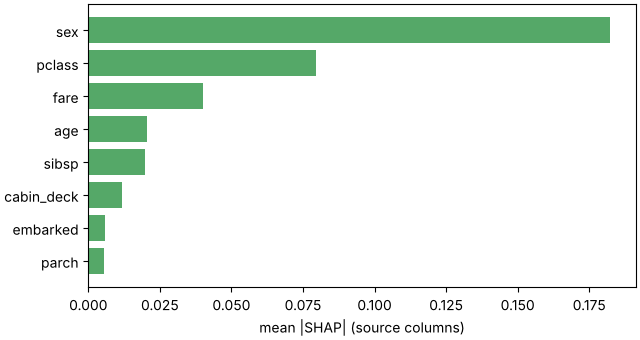 sex
pclass
fare
age
sibsp
cabin_deck
embarked
parch
0.000 0.025 0.050 0.075 0.100 0.125 0.150 0.175
mean |SHAP| (source columns)